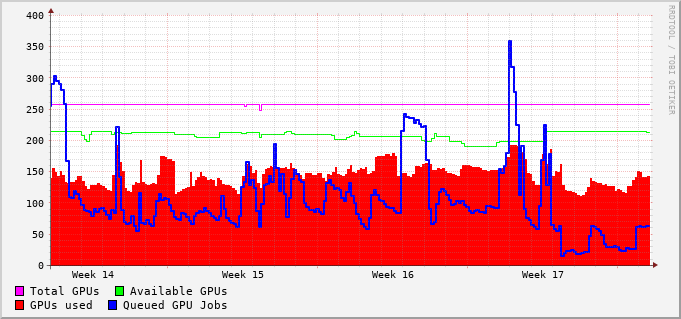 400
350
300
250
200
150
100
50
0
Week 14 Week 15 Week 16 Week 17
Total GPUs Available GPUs
GPUs used Queued GPU Jobs
RRDTOOL / TOBI OETIKER